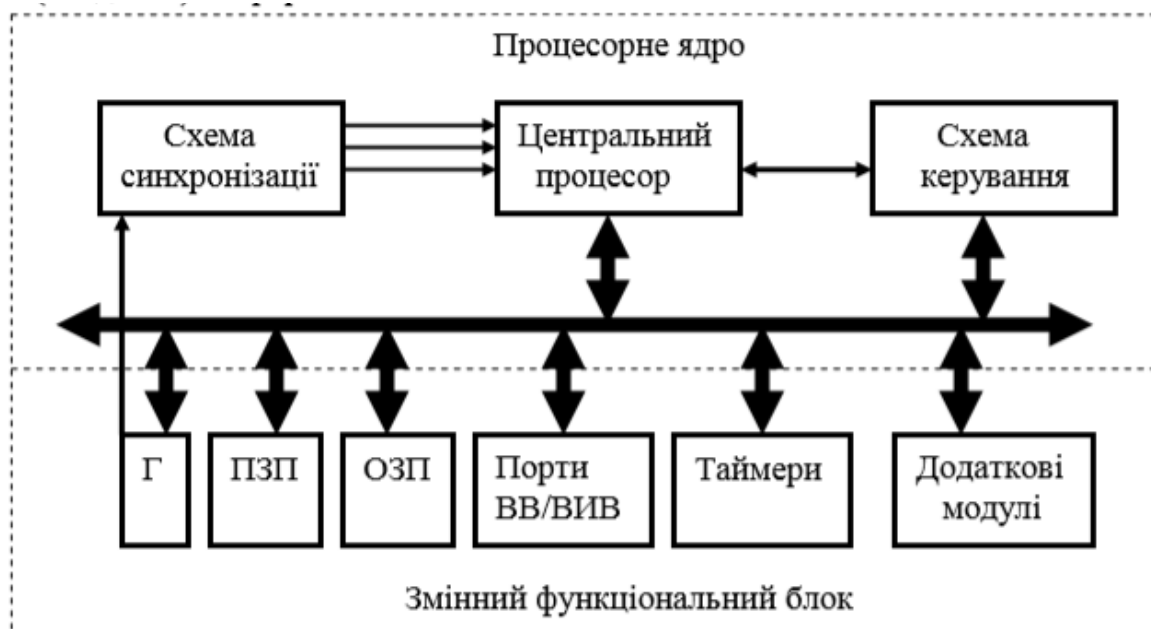 Процесорне ядро
Схема
синхронізації
Центральний
процесор
Схема
керування
Г
ПЗП
ОЗП
Порти
ВВ/ВИВ
Таймери
Додаткові
модулі
Змінний функціональний блок